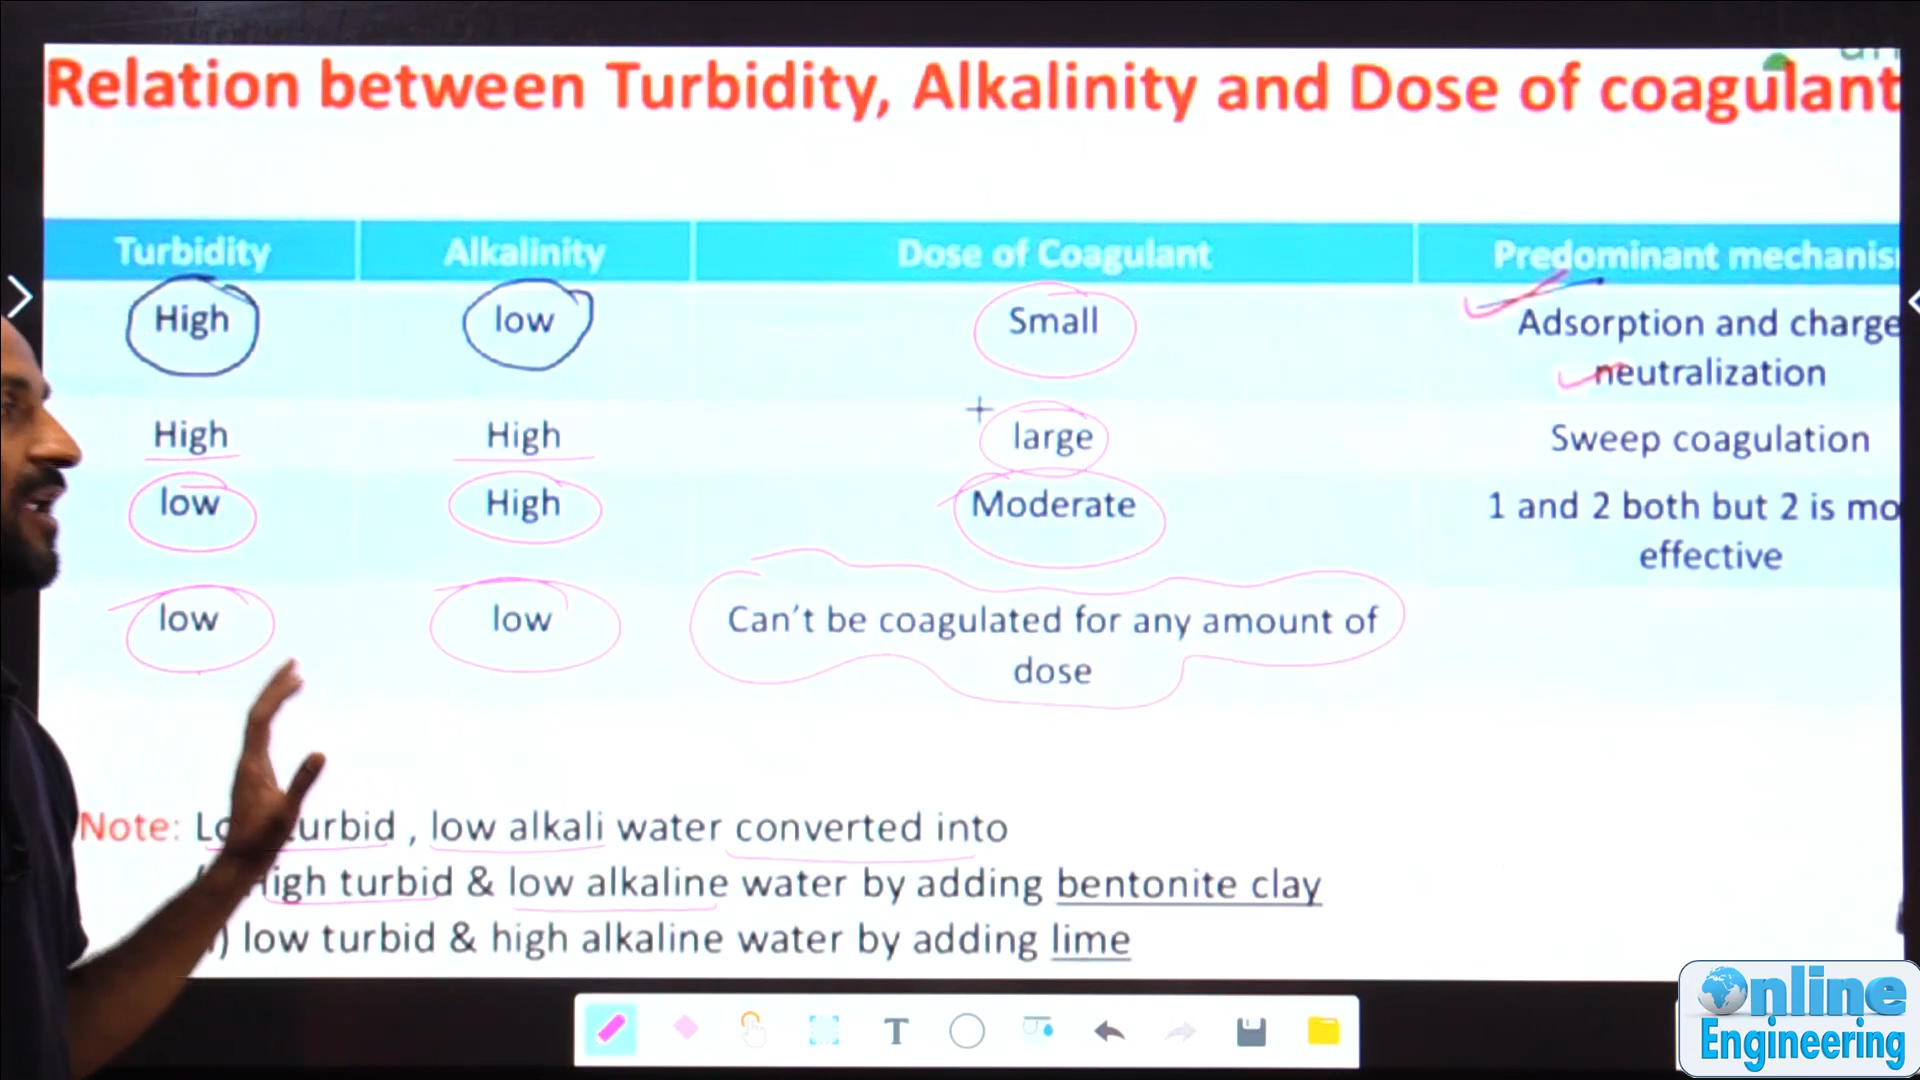 Relation between Turbidity, Alkalinity and Dose of coagulant
Turbidity Alkalinity Dose of Coagulant Predominant mechanis
High low Small Adsorption and charge
neutralization
High High large Sweep coagulation
low High Moderate 1 and 2 both but 2 is mo
effective
low low Can't be coagulated for any amount of
dose
Note: turbid , low alkali water converted into
High turbid & low alkaline water by adding bentonite clay
) low turbid & high alkaline water by adding lime
T
Online
Engineering